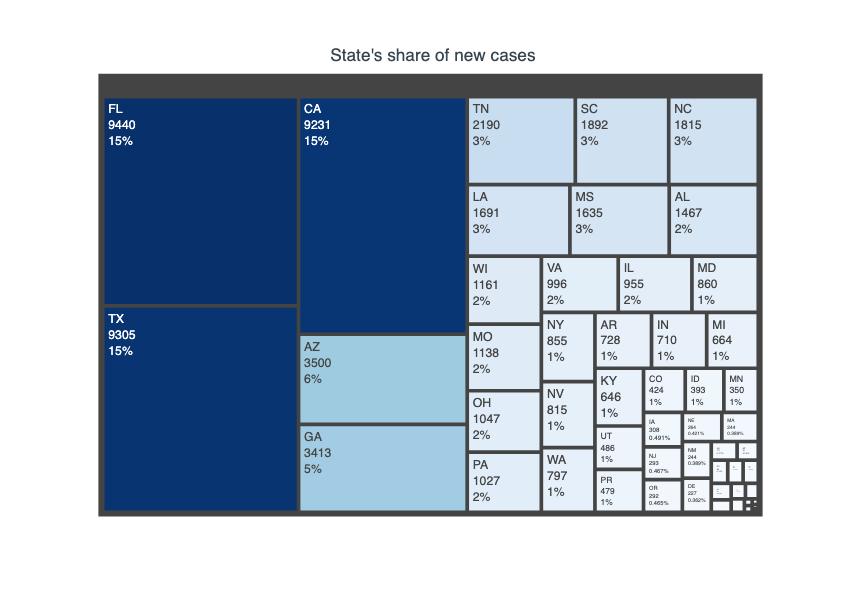 State's share of new cases
FL
9440
15%
CA
9231
15%
TN
2190
3%
SC
1892
3%
NC
1815
3%
LA
1691
3%
MS
1635
3%
AL
1467
2%
WI
1161
2%
VA
996
2%
IL
955
2%
MD
860
1%
TX
9305
15%
NY
855
1%
AR
728
1%
IN
710
1%
MI
664
1%
MO
1138
2%
AZ
3500
6%
KY
646
1%
CO
424
1%
ID
393
1%
MN
350
1%
NV
815
1%
OH
1047
2%
IA
308
0.491%
NE
264
0.421%
MA
244
0.389%
GA
3413
5%
UT
486
1%
NJ
293
0.467%
NM
244
0.389%
WA
797
1%
PA
1027
2%
PR
479
1%
OR
292
0.465%
DE
227
0.362%